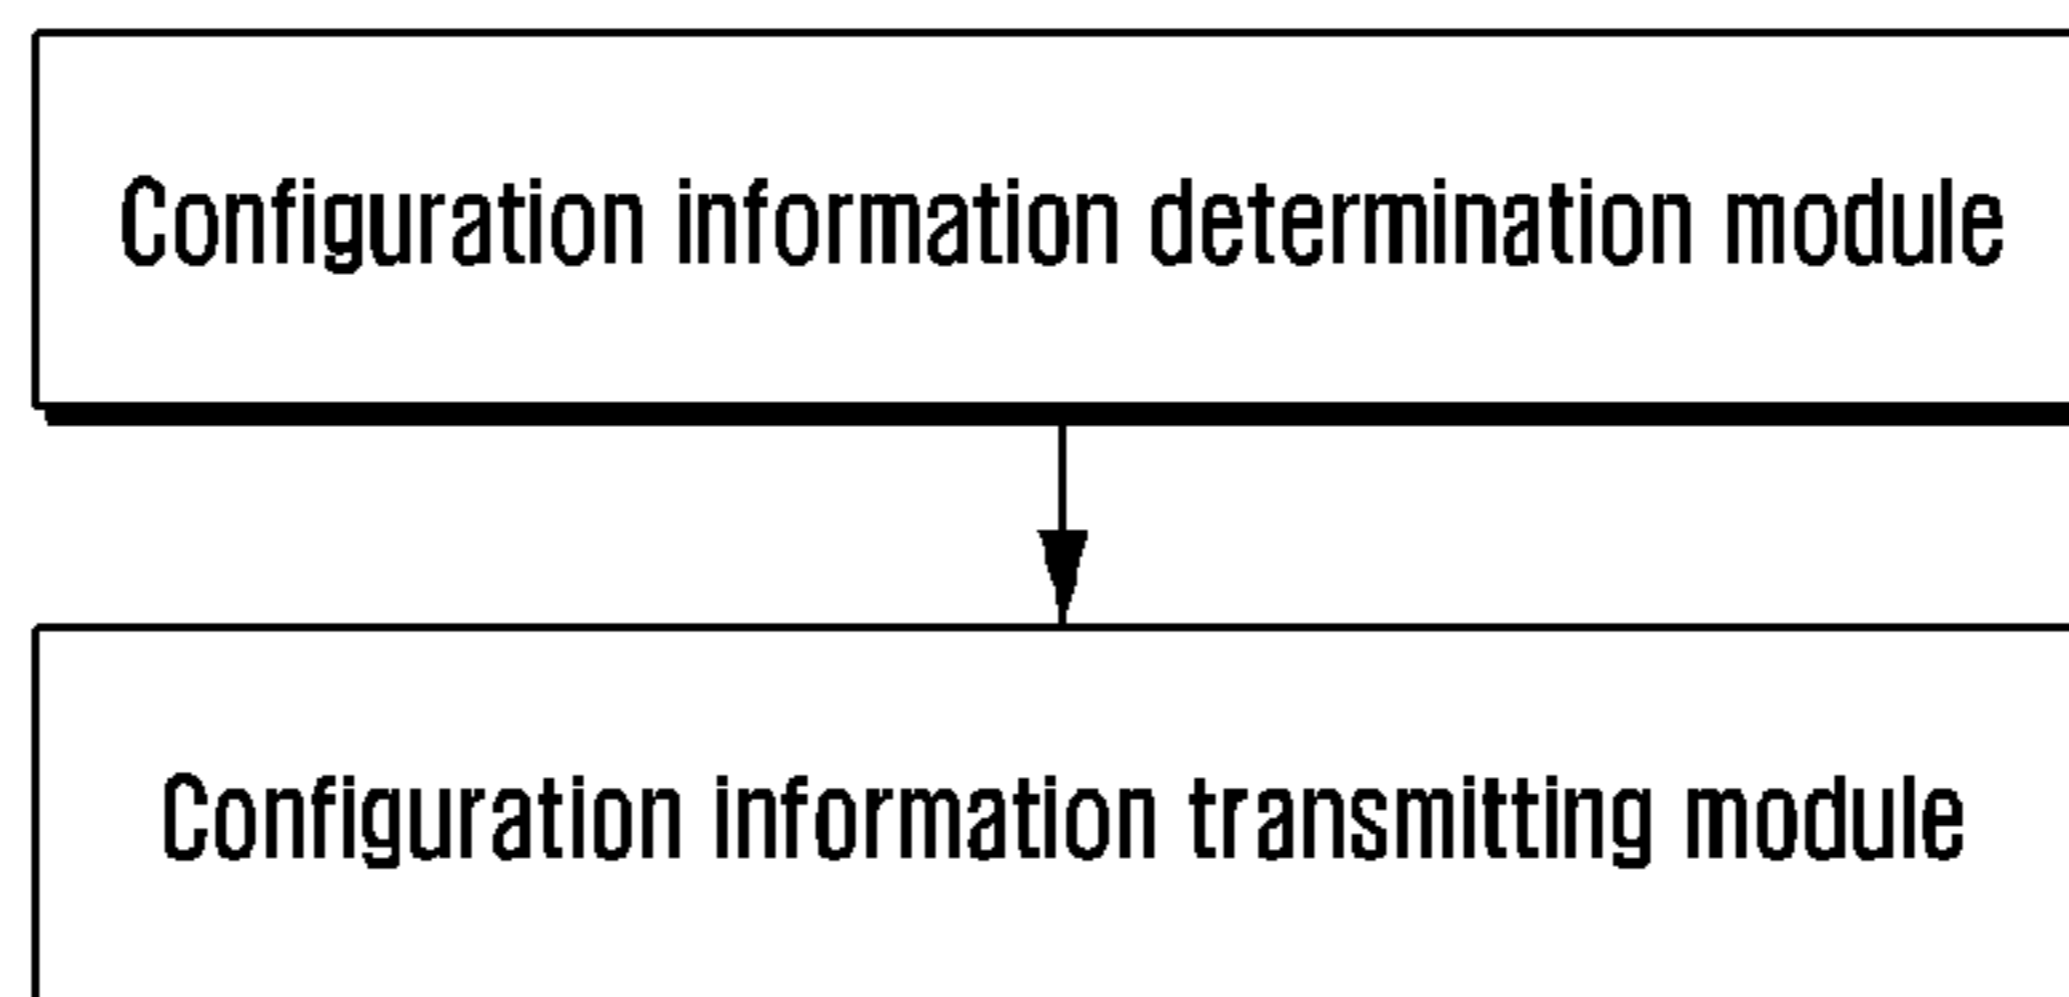 Configuration information determination module
Configuration information transmitting module